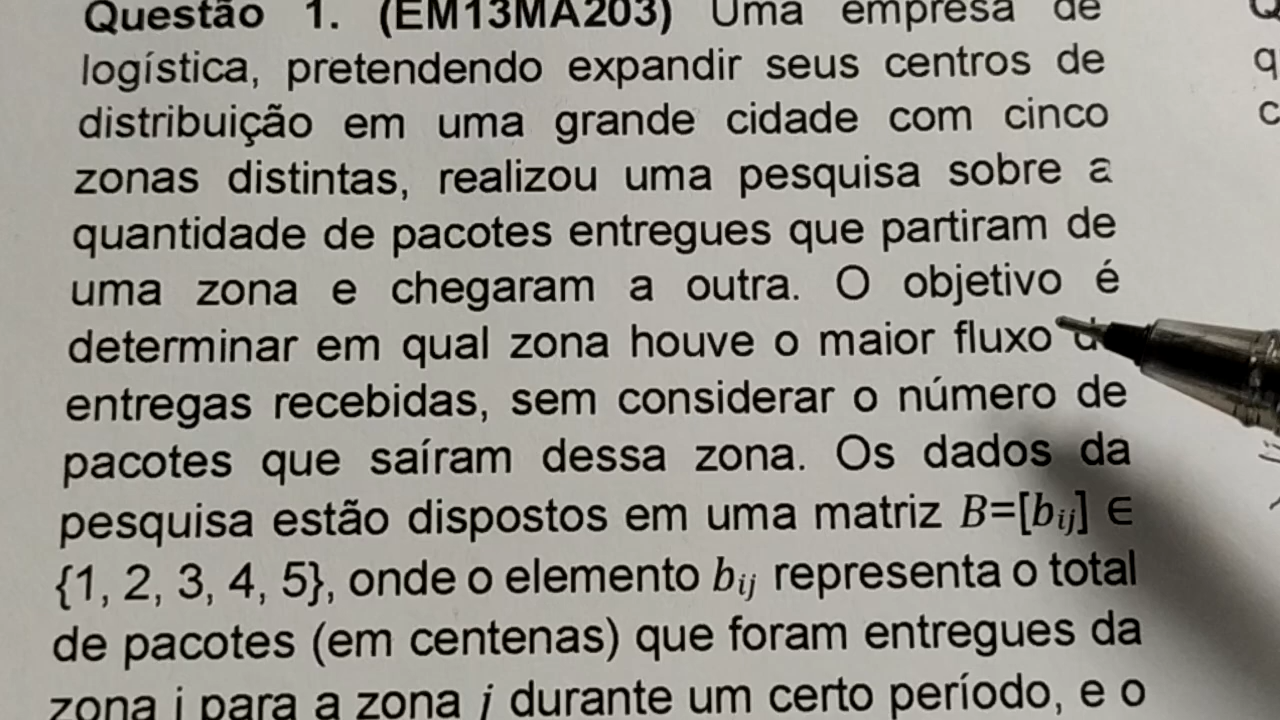 Questão 1. (EM13MA203) Uma empresa de
logística, pretendendo expandir seus centros de
distribuição em uma grande cidade com cinco
zonas distintas, realizou uma pesquisa sobre a
quantidade de pacotes entregues que partiram de
uma zona e chegaram a outra. O objetivo é
determinar em qual zona houve o maior fluxo
entregas recebidas, sem considerar o número de
pacotes que saíram dessa zona. Os dados da
pesquisa estão dispostos em uma matriz B=[bij] ∈
{1, 2, 3, 4, 5}, onde o elemento bij representa o total
de pacotes (em centenas) que foram entregues da
zona i para a zona j durante um certo período, e o
q
c